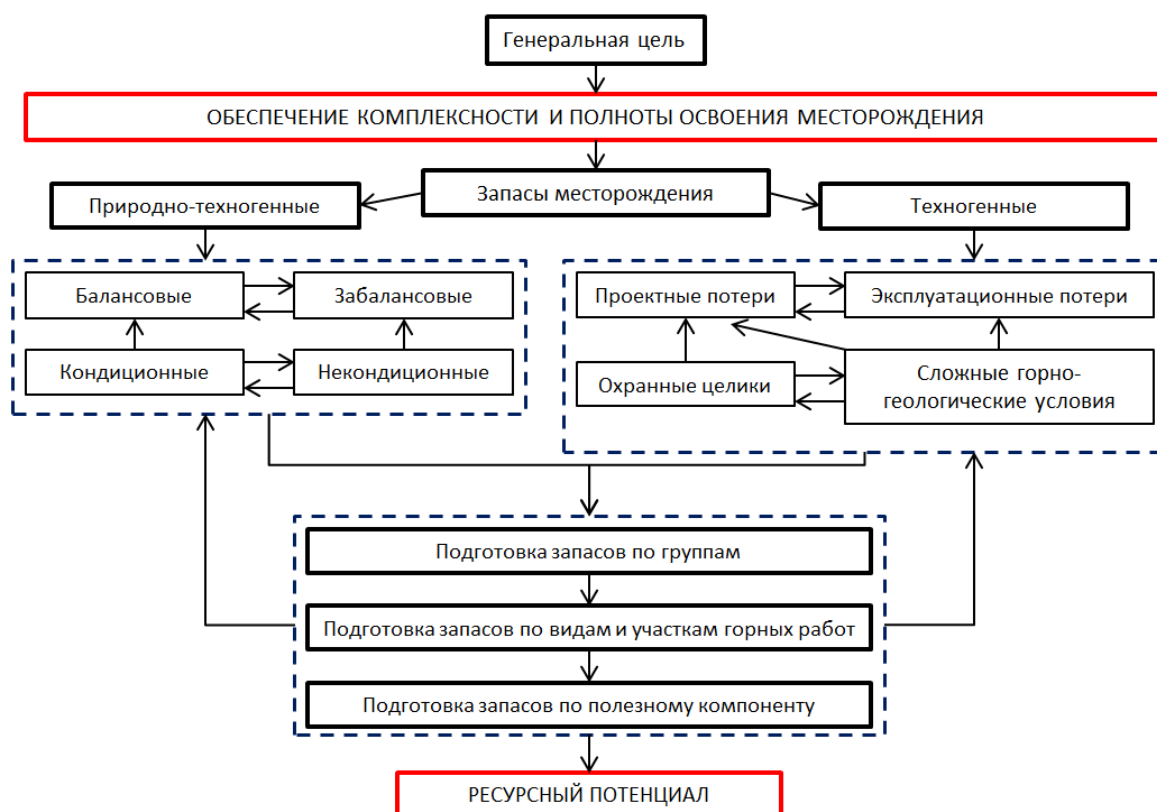 Генеральная цель
ОБЕСПЕЧЕНИЕ КОМПЛЕКСНОСТИ И ПОЛНОТЫ ОСВОЕНИЯ МЕСТОРОЖДЕНИЯ
Запасы месторождения
Природно-техногенные
Техногенные
Балансовые
Забалансовые
Кондиционные
Некондиционные
Проектные потери
Эксплуатационные потери
Охранные целики
Сложные горно-
геологические условия
Подготовка запасов по группам
Подготовка запасов по видам и участкам горных работ
Подготовка запасов по полезному компоненту
РЕСУРСНЫЙ ПОТЕНЦИАЛ